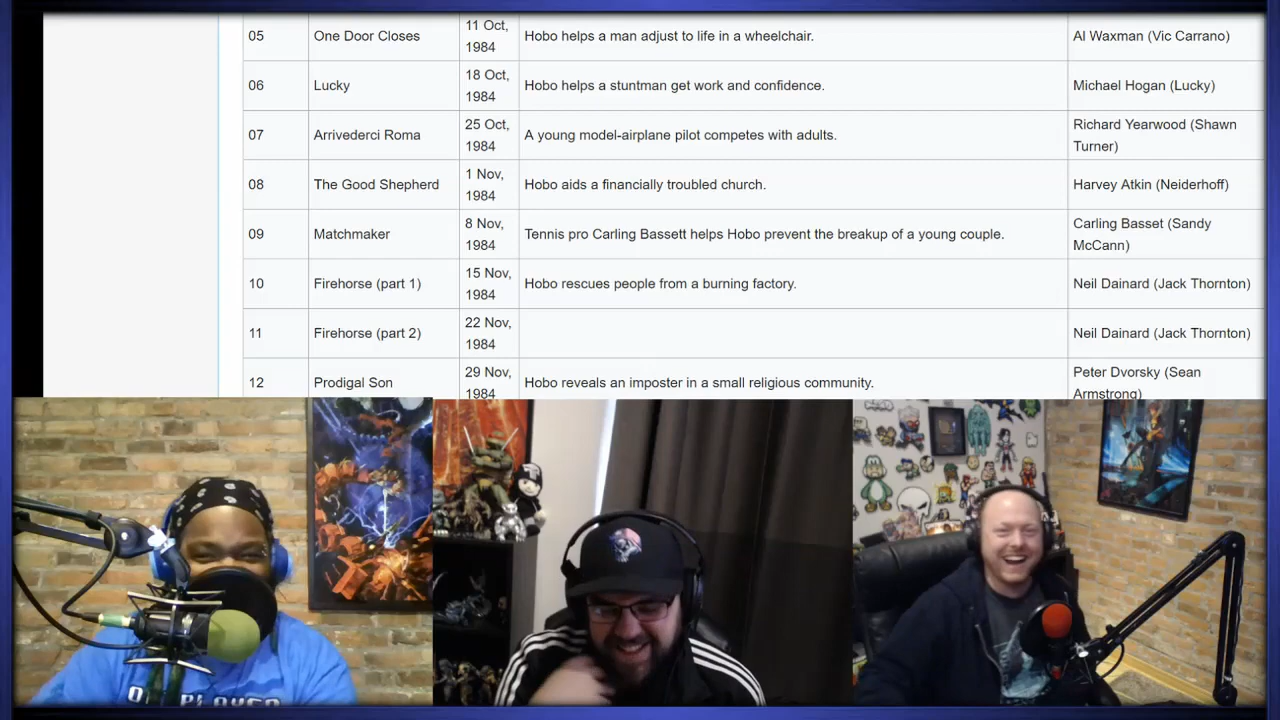 05 One Door Closes 11 Oct, 1984 Hobo helps a man adjust to life in a wheelchair. Al Waxman (Vic Carrano)
06 Lucky 18 Oct, 1984 Hobo helps a stuntman get work and confidence. Michael Hogan (Lucky)
07 Arrivederci Roma 25 Oct, 1984 A young model-airplane pilot competes with adults. Richard Yearwood (Shawn Turner)
08 The Good Shepherd 1 Nov, 1984 Hobo aids a financially troubled church. Harvey Atkin (Neiderhoff)
09 Matchmaker 8 Nov, 1984 Tennis pro Carling Bassett helps Hobo prevent the breakup of a young couple. Carling Basset (Sandy McCann)
10 Firehorse (part 1) 15 Nov, 1984 Hobo rescues people from a burning factory. Neil Dainard (Jack Thornton)
11 Firehorse (part 2) 22 Nov, 1984 Neil Dainard (Jack Thornton)
12 Prodigal Son 29 Nov, 1984 Hobo reveals an imposter in a small religious community. Peter Dvorsky (Sean Armstrong)
PLAYER